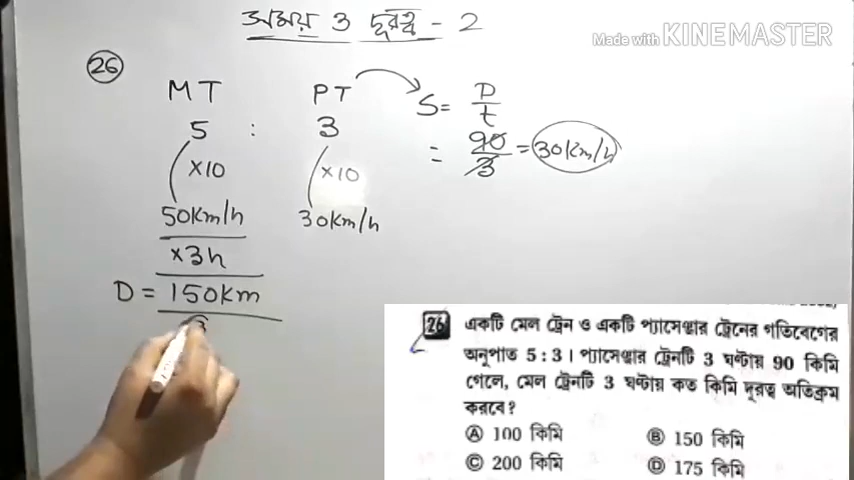 সময় ও দূরত্ব - 2
Made with KINEMASTER
26
MT PT S = D/t
5 : 3 = 90/3 = 30km/h
×10 ×10
50km/h 30km/h
×3h
D = 150km
26 একটি মেল ট্রেন ও একটি প্যাসেঞ্জার ট্রেনের গতিবেগের
অনুপাত 5 : 3 । প্যাসেঞ্জার ট্রেনটি 3 ঘণ্টায় 90 কিমি
গেলে, মেল ট্রেনটি 3 ঘণ্টায় কত কিমি দূরত্ব অতিক্রম
করবে?
A 100 কিমি B 150 কিমি
C 200 কিমি D 175 কিমি